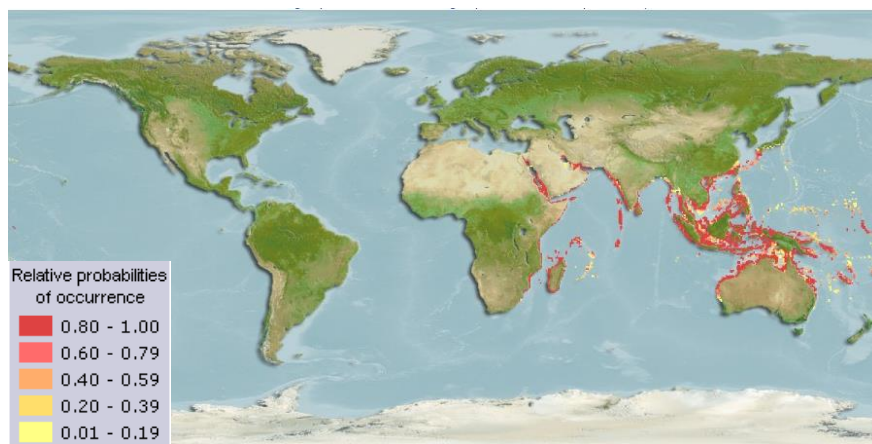 Relative probabilities
of occurrence
0.80 - 1.00
0.60 - 0.79
0.40 - 0.59
0.20 - 0.39
0.01 - 0.19